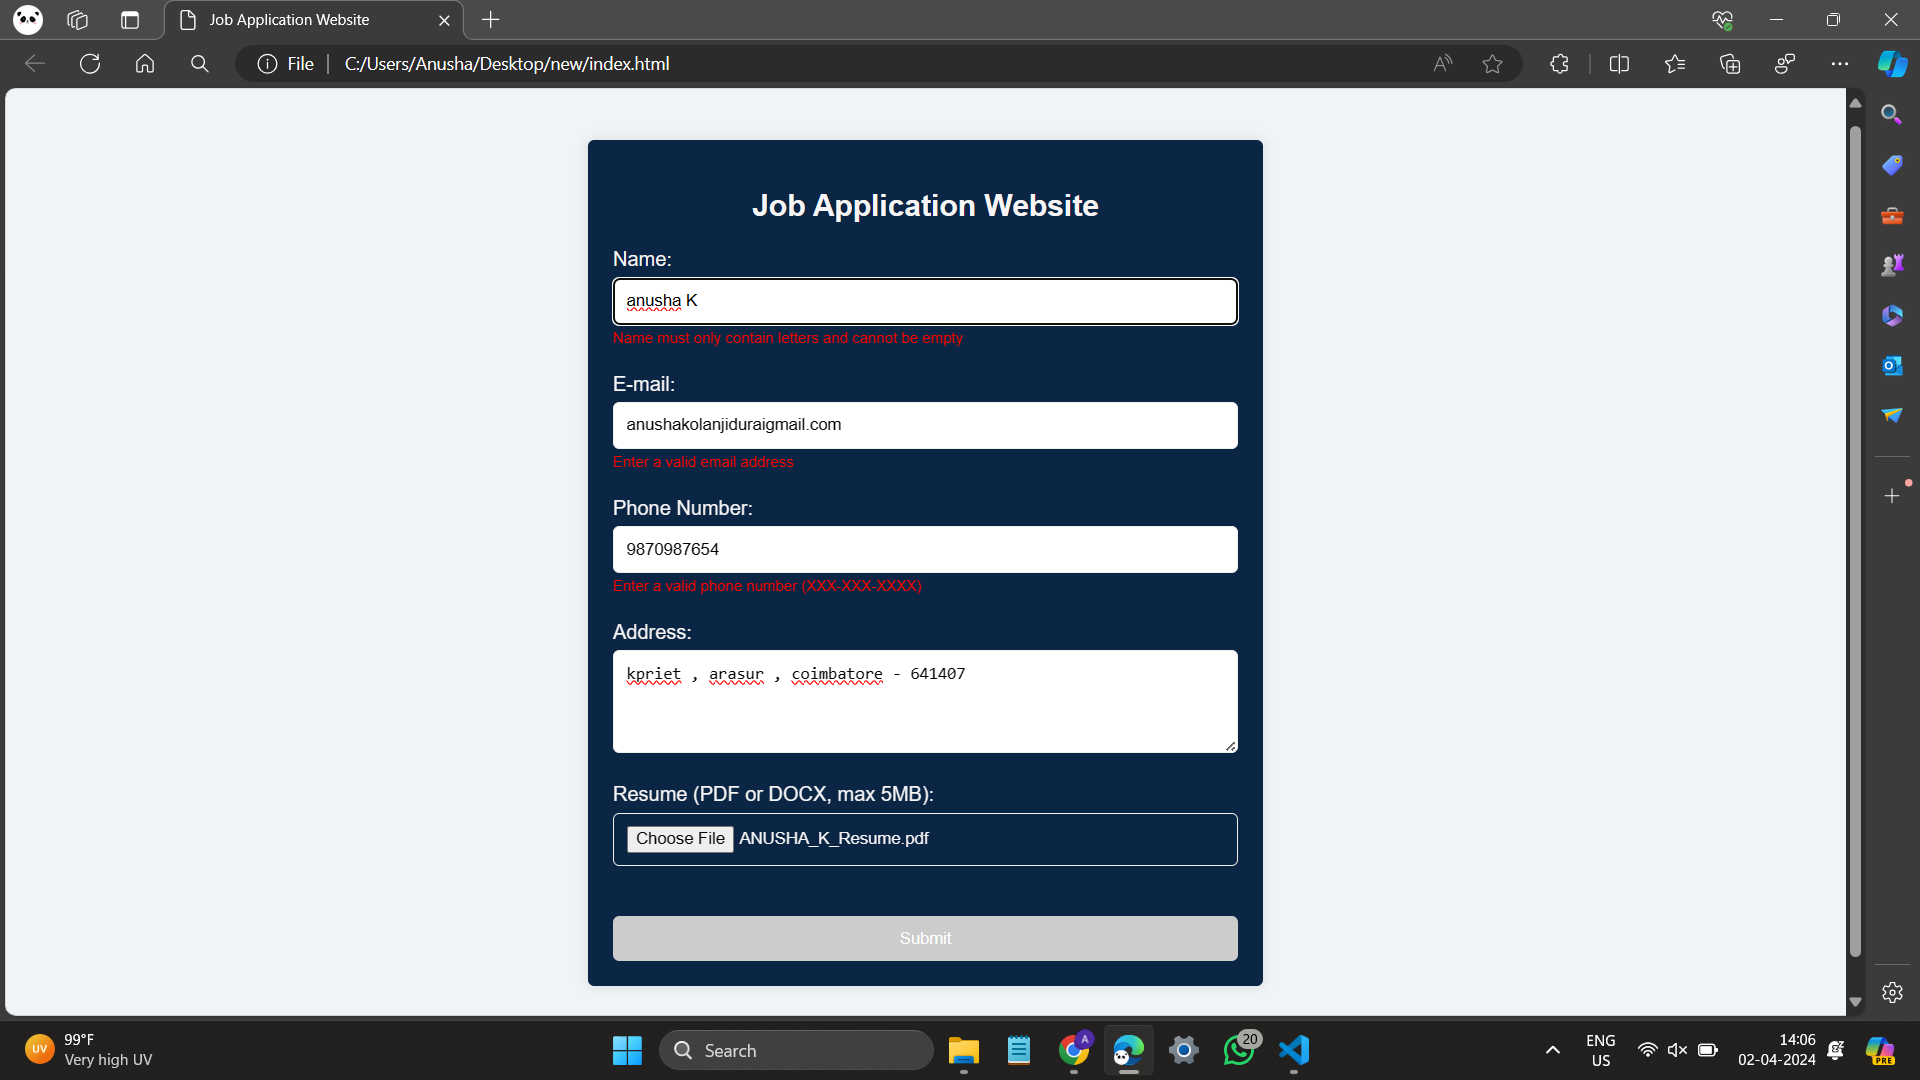 Job Application Website
File | C:/Users/Anusha/Desktop/new/index.html
Job Application Website
Name:
anusha K
Name must only contain letters and cannot be empty
E-mail:
anushakolanjiduraigmail.com
Enter a valid email address
Phone Number:
9870987654
Enter a valid phone number (XXX-XXX-XXXX)
Address:
kpriet , arasur , coimbatore - 641407
Resume (PDF or DOCX, max 5MB):
Choose File ANUSHA_K_Resume.pdf
Submit
UV
99°F
Very high UV
Search
A
20
ENG
US
14:06
02-04-2024
PRE